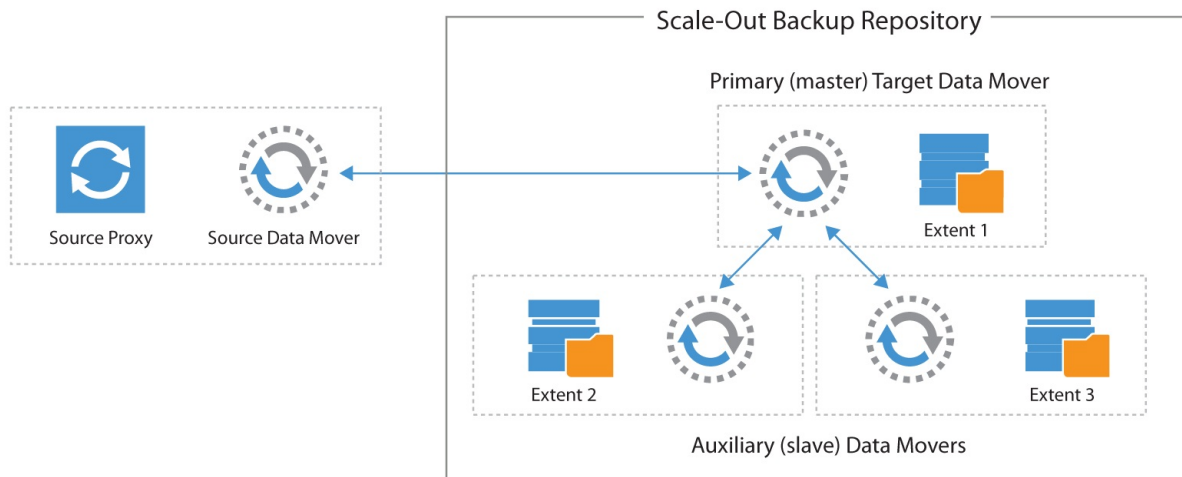 Scale-Out Backup Repository
Primary (master) Target Data Mover
Source Proxy
Source Data Mover
Extent 1
Extent 2
Extent 3
Auxiliary (slave) Data Movers